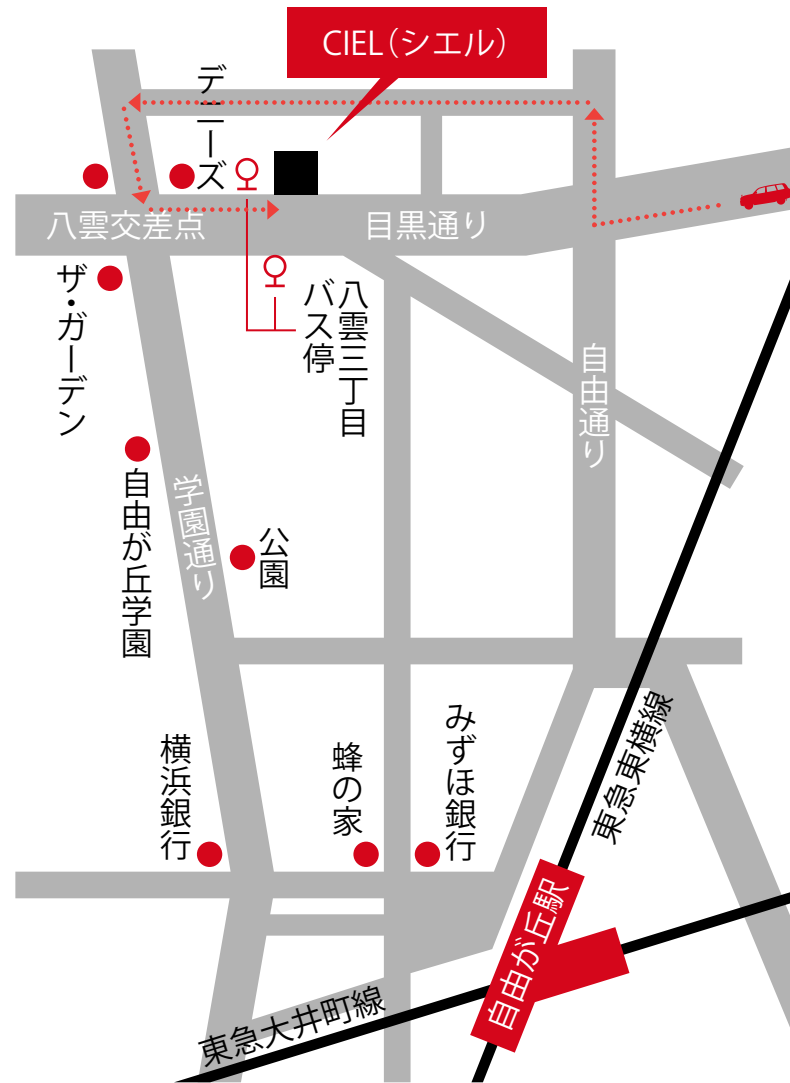 CIEL（シエル）
デニーズ
八雲交差点
目黒通り
ザ・ガーデン
八雲三丁目
バス停
自由通り
自由が丘学園
学園通り
公園
横浜銀行
蜂の家
みずほ銀行
東急東横線
自由が丘駅
東急大井町線